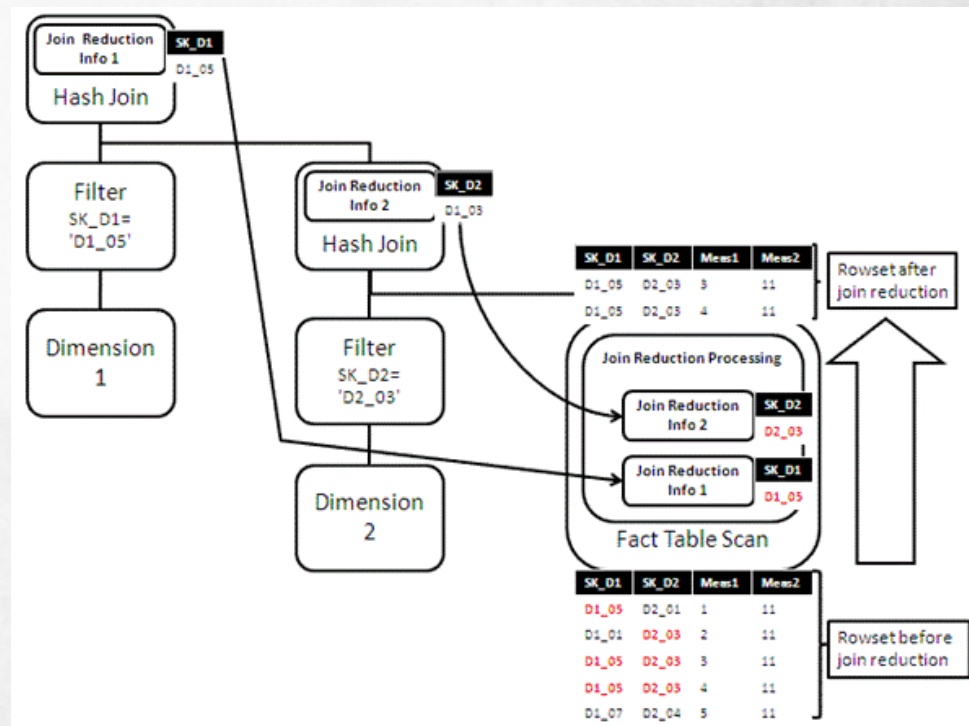 Join Reduction
Info 1
SK_D1
D1_05
Hash Join
Filter
SK_D1=
'D1_05'
Dimension
1
Join Reduction
Info 2
SK_D2
D1_03
Hash Join
Filter
SK_D2=
'D2_03'
Dimension
2
SK_D1 SK_D2 Meas1 Meas2
D1_05 D2_03 3 11
D1_05 D2_03 4 11
Rowset after
join reduction
Join Reduction Processing
Join Reduction
Info 2
SK_D2
D2_03
Join Reduction
Info 1
SK_D1
D1_05
Fact Table Scan
SK_D1 SK_D2 Meas1 Meas2
D1_05 D2_01 1 11
D1_01 D2_03 2 11
D1_05 D2_03 3 11
D1_05 D2_03 4 11
D1_07 D2_04 5 11
Rowset before
join reduction